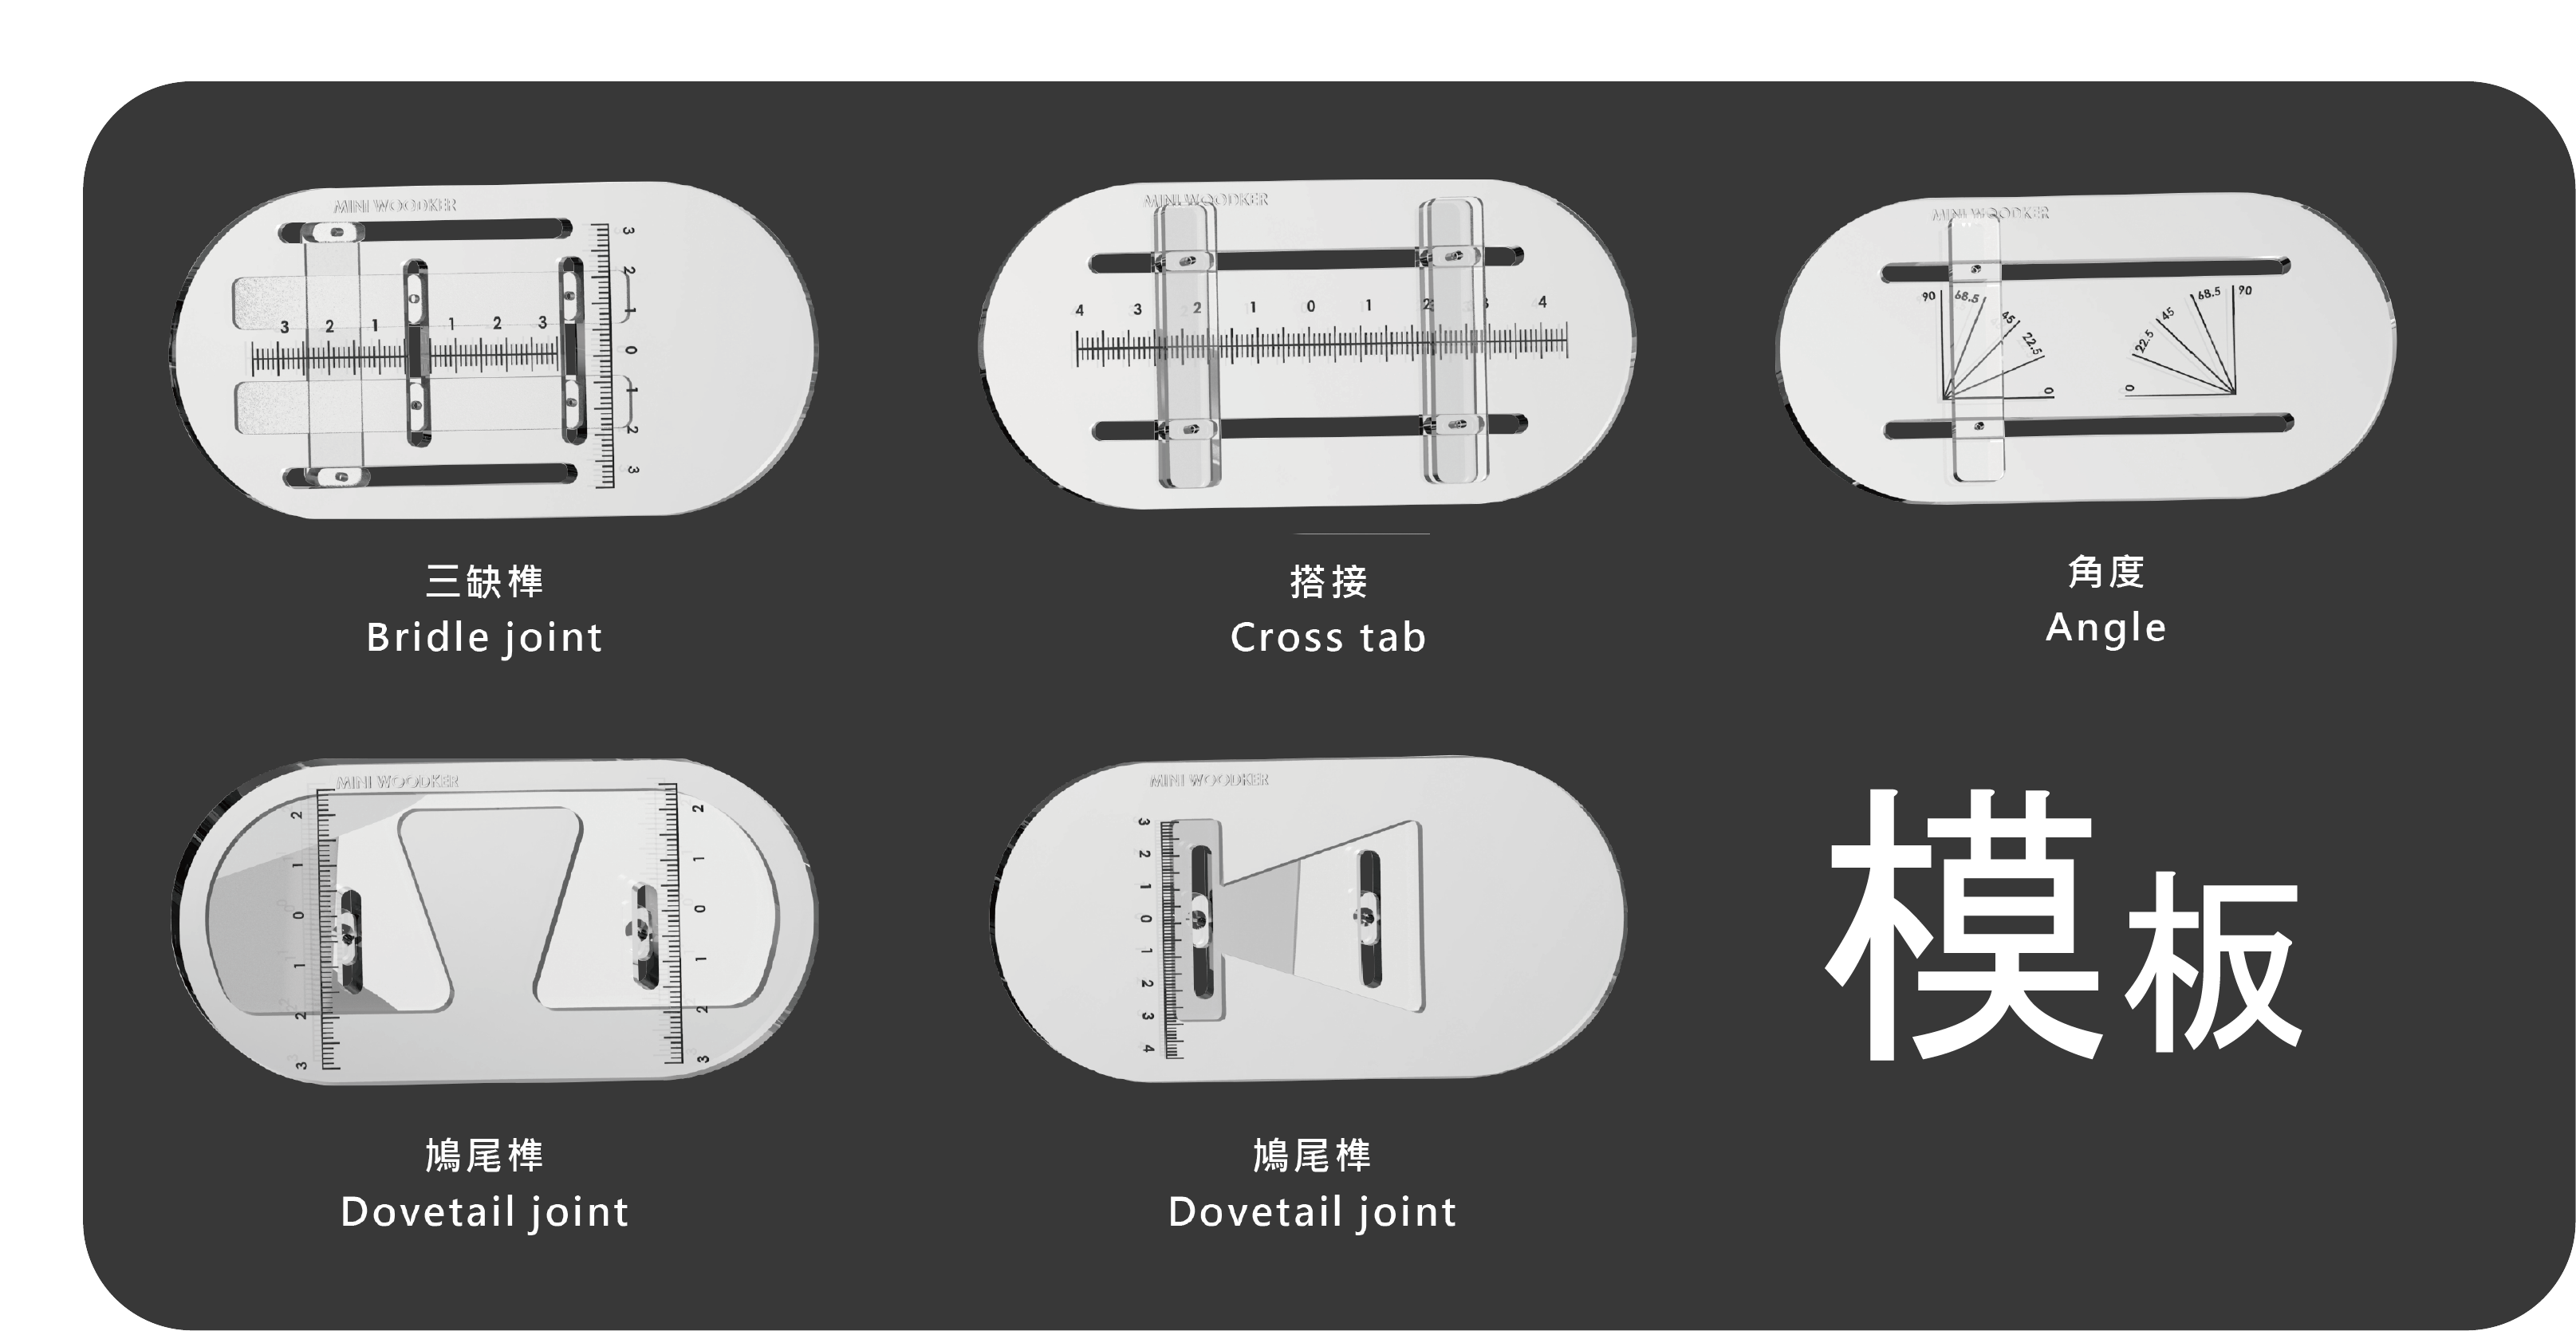 MINI WOODKER
3 2 1 1 2 3
3
2
1
0
1
2
3
三缺榫
Bridle joint
MINI WOODKER
4 3 2 1 0 1 2 3 4
搭接
Cross tab
MINI WOODKER
90 68.5 45 22.5 0
0 22.5 45 68.5 90
角度
Angle
MINI WOODKER
2
1
0
1
2
3
2
1
0
1
2
3
鳩尾榫
Dovetail joint
MINI WOODKER
3
2
1
0
1
2
3
4
鳩尾榫
Dovetail joint
模板